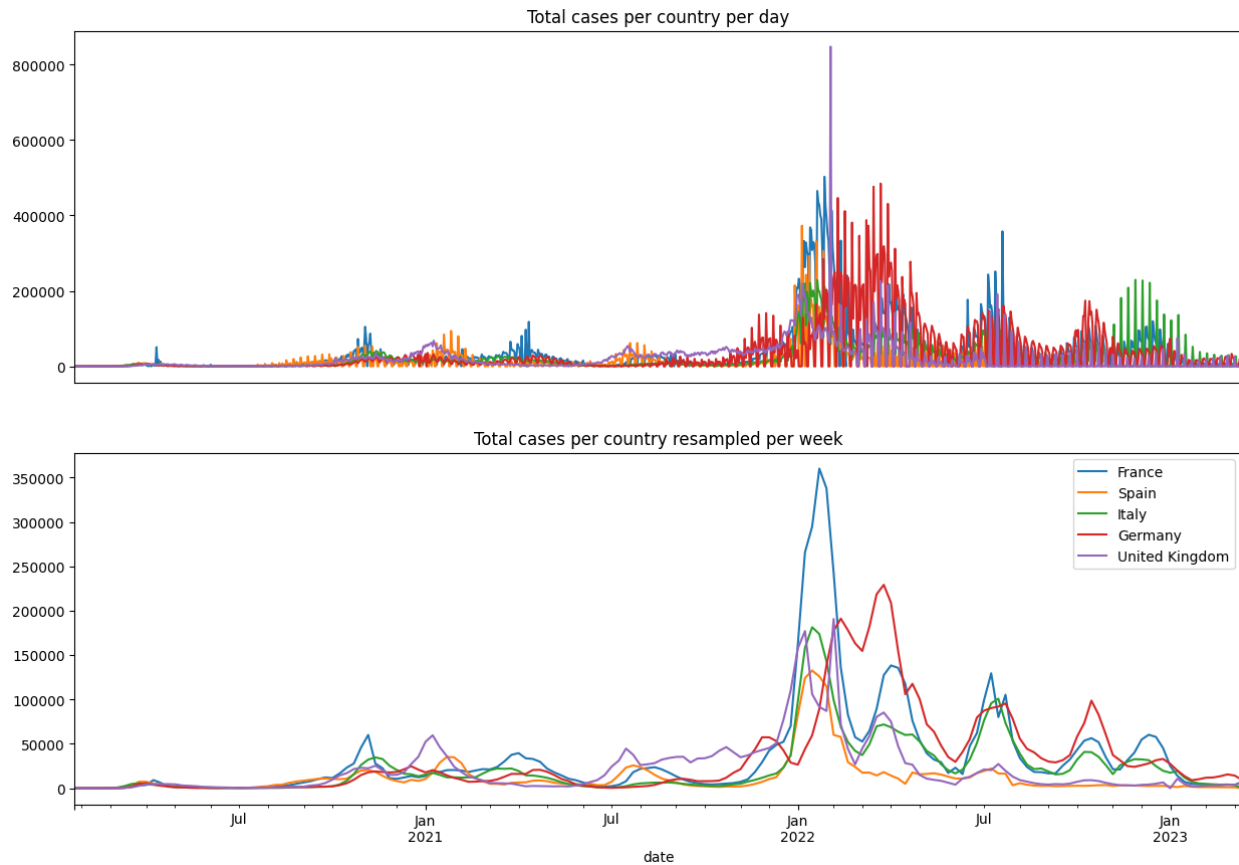 Total cases per country per day
800000
600000
400000
200000
0
Total cases per country resampled per week
350000
300000
250000
200000
150000
100000
50000
0
France
Spain
Italy
Germany
United Kingdom
Jul
Jan
2021
Jul
Jan
2022
Jul
Jan
2023
date